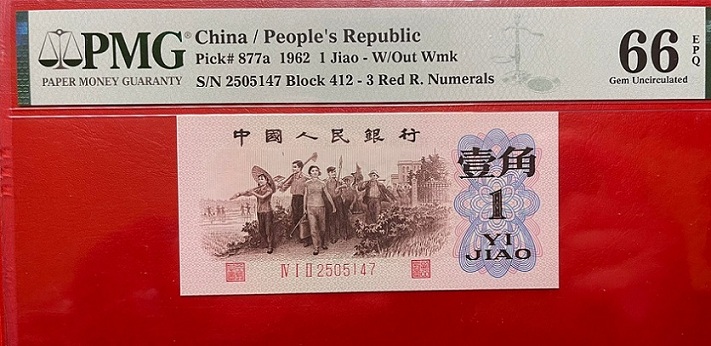 PMG®
PAPER MONEY GUARANTY
China / People's Republic
Pick# 877a 1962 1 Jiao - W/Out Wmk
S/N 2505147 Block 412 - 3 Red R. Numerals
66 EPQ
Gem Uncirculated
中國人民銀行
壹角
1
YI
JIAO
Ⅳ Ⅰ Ⅱ 2505147